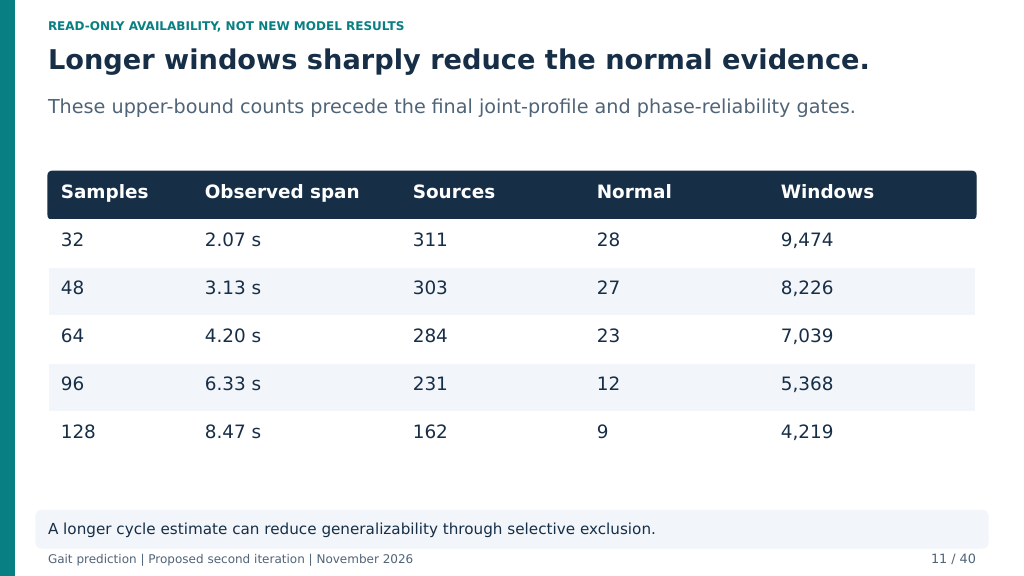 READ-ONLY AVAILABILITY, NOT NEW MODEL RESULTS
Longer windows sharply reduce the normal evidence.
These upper-bound counts precede the final joint-profile and phase-reliability gates.
Samples Observed span Sources Normal Windows
32 2.07 s 311 28 9,474
48 3.13 s 303 27 8,226
64 4.20 s 284 23 7,039
96 6.33 s 231 12 5,368
128 8.47 s 162 9 4,219
A longer cycle estimate can reduce generalizability through selective exclusion.
Gait prediction | Proposed second iteration | November 2026 11 / 40